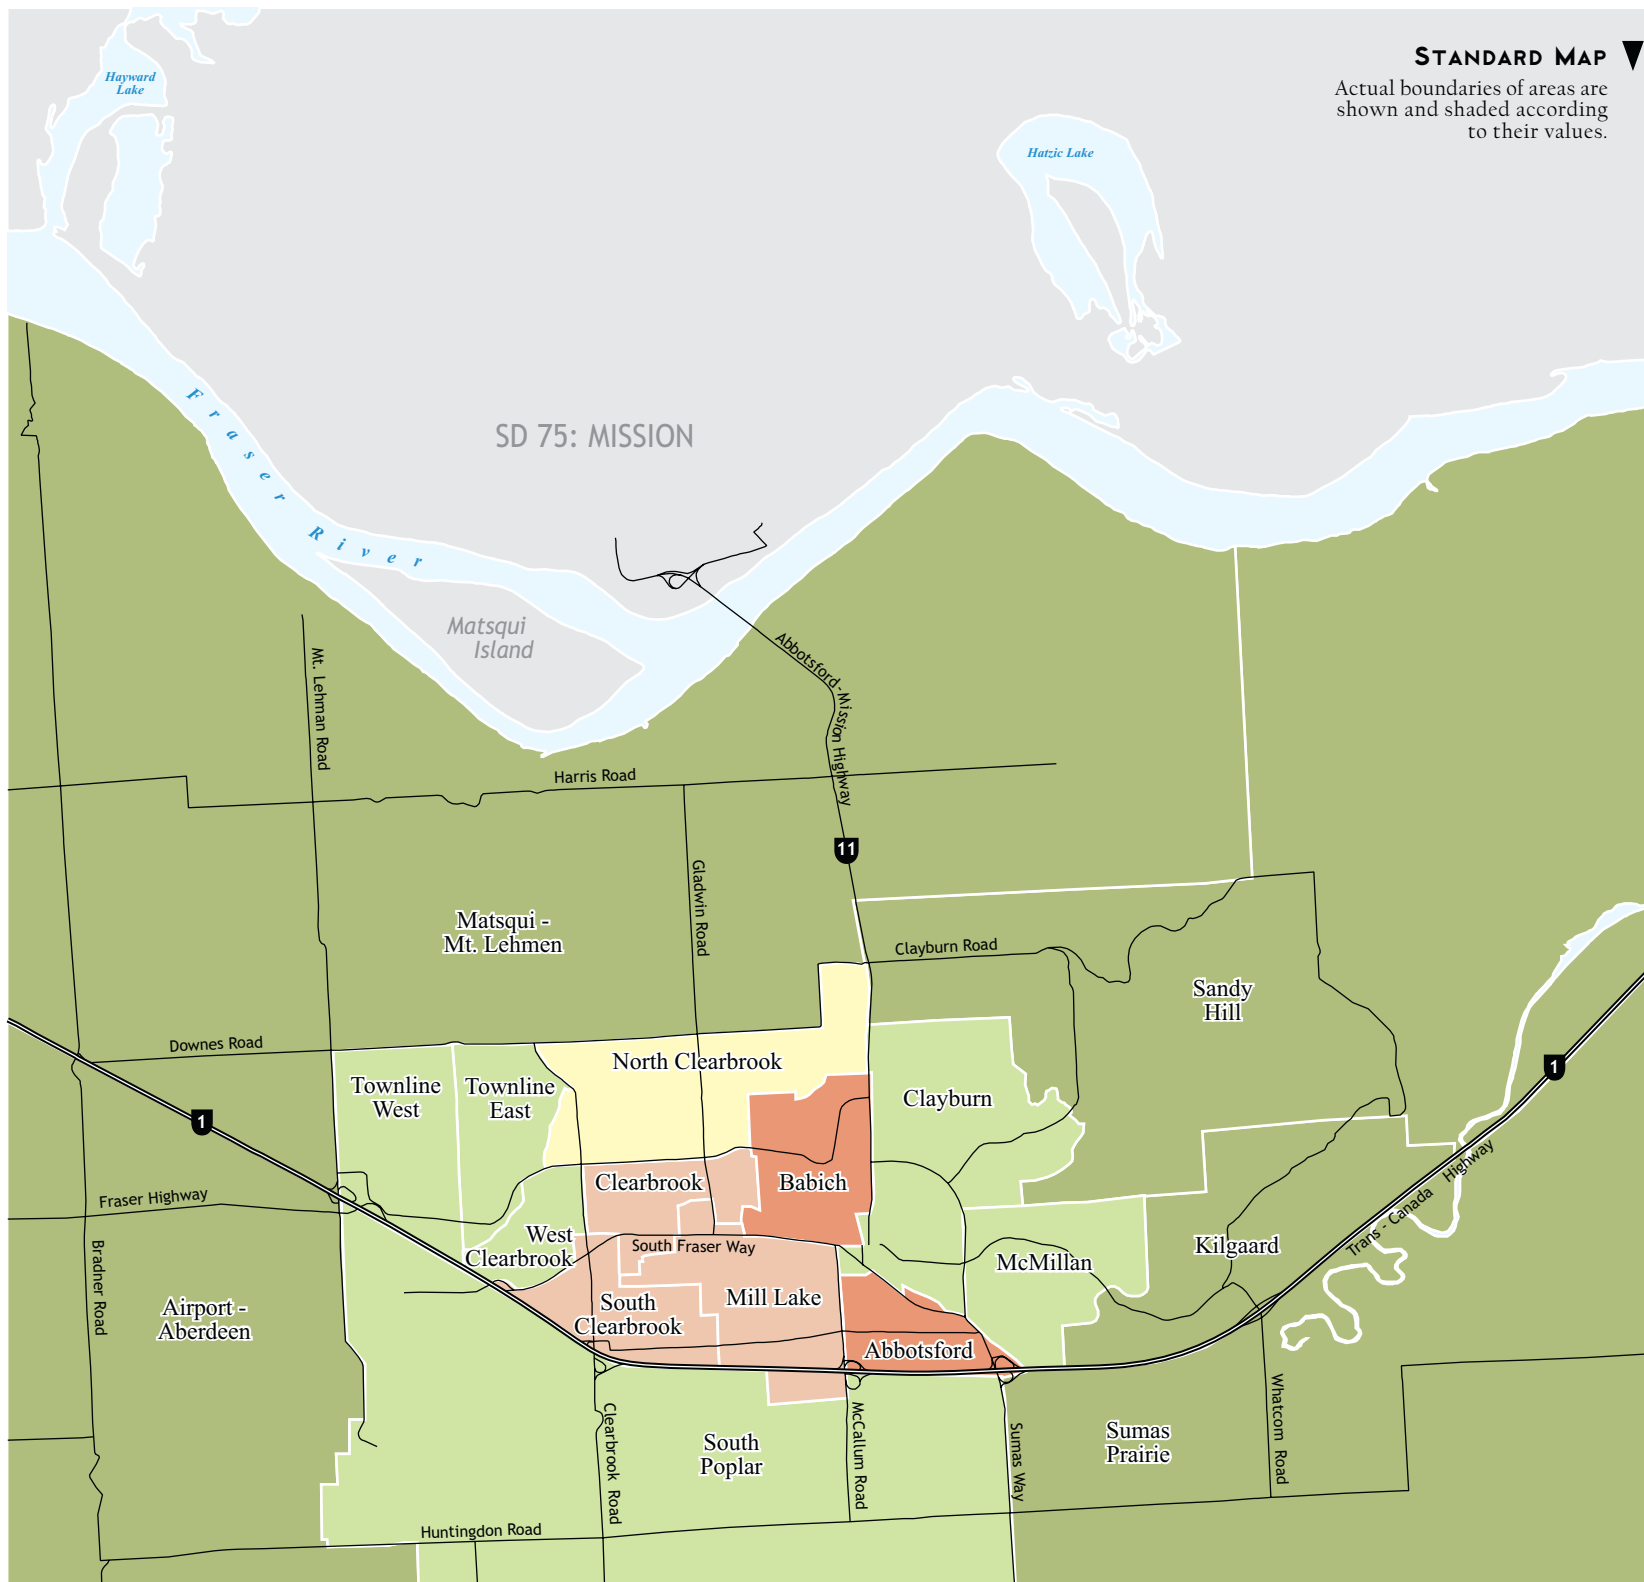 STANDARD MAP
Actual boundaries of areas are
shown and shaded according
to their values.
Hayward
Lake
Hatzic Lake
Fraser River
SD 75: MISSION
Matsqui
Island
Abbotsford-Mission Highway
Mt. Lehman Road
Harris Road
11
Gladwin Road
Matsqui -
Mt. Lehmen
Clayburn Road
Sandy
Hill
Downes Road
North Clearbrook
Townline
West
Townline
East
Clayburn
1
1
Trans - Canada Highway
Clearbrook
Babich
Fraser Highway
West
Clearbrook
South Fraser Way
McMillan
Kilgaard
Bradner Road
Airport -
Aberdeen
South
Clearbrook
Mill Lake
Abbotsford
Clearbrook Road
McCallum Road
Sumas Way
Whatcom Road
South
Poplar
Sumas
Prairie
Huntingdon Road